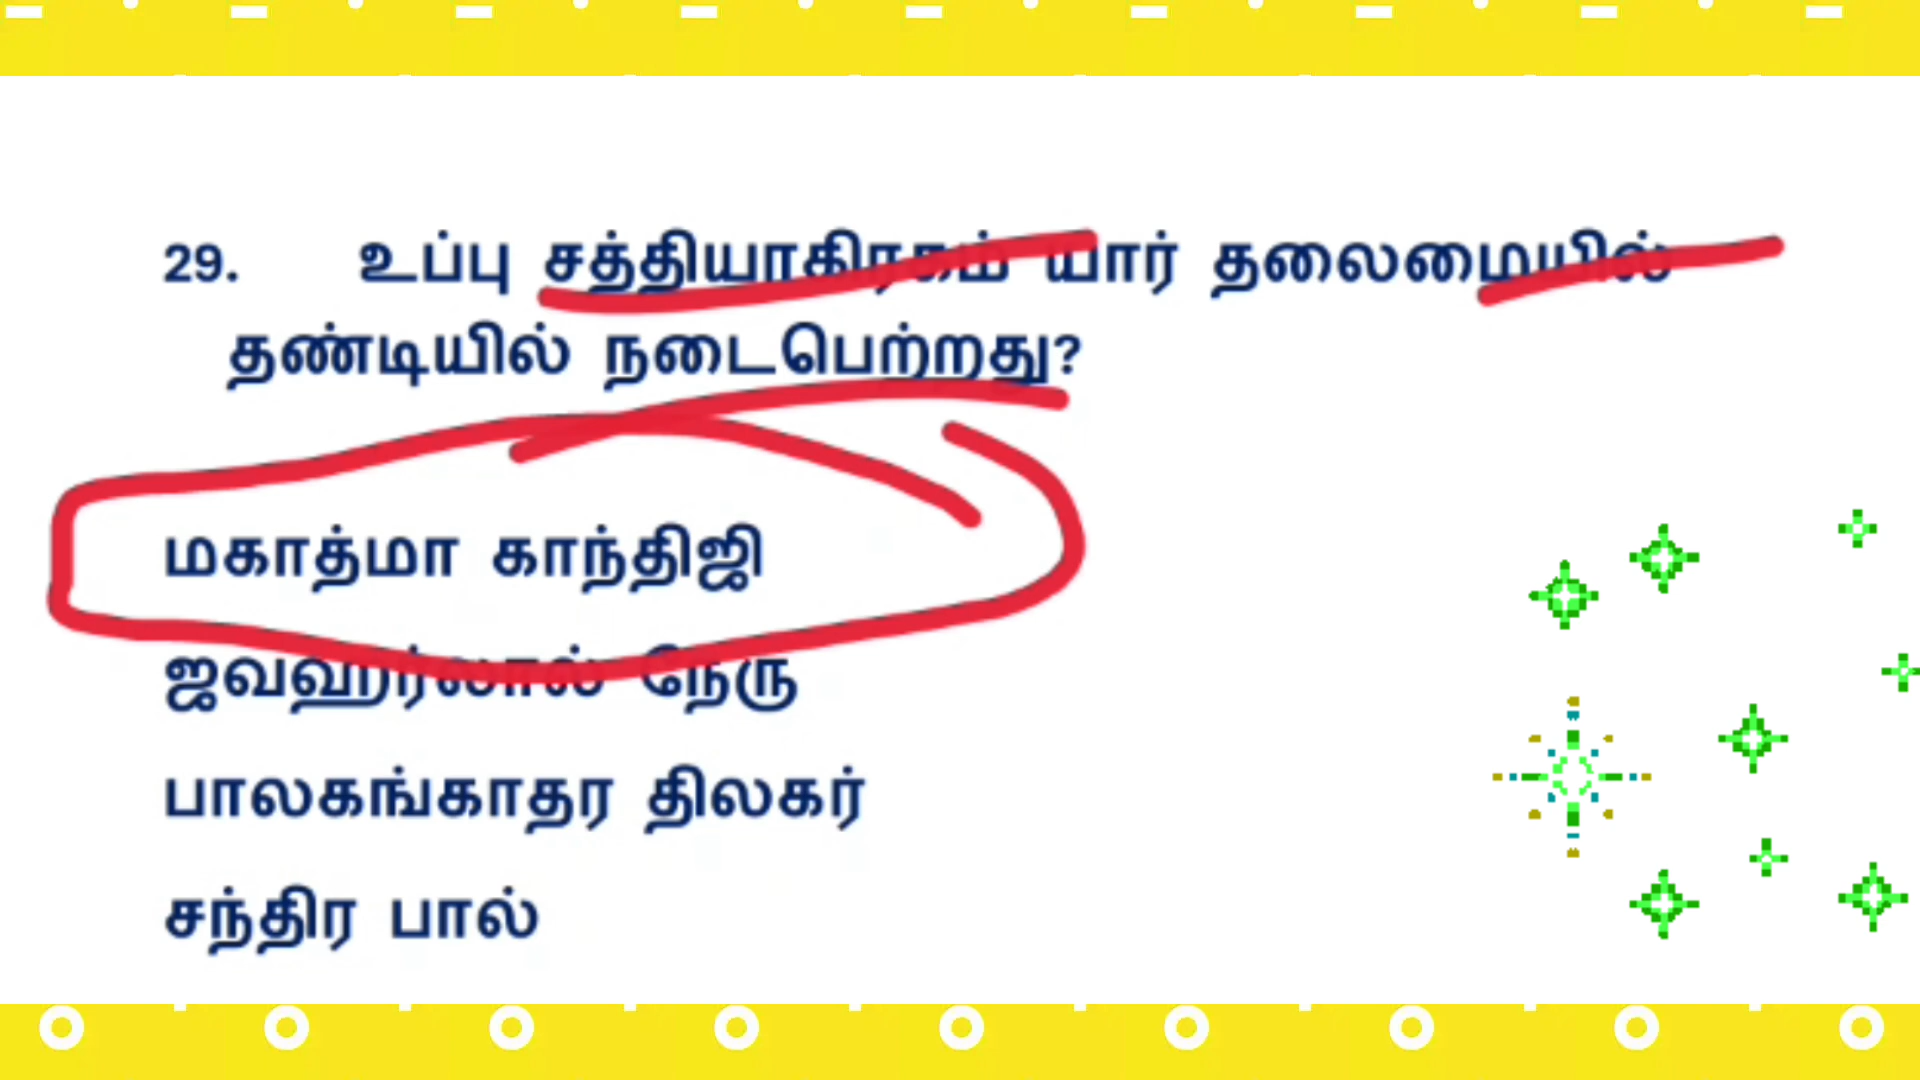 29. உப்பு சத்தியாகிரகம் யார் தலைமையில்
தண்டியில் நடைபெற்றது?
மகாத்மா காந்திஜி
ஜவஹர்லால் நேரு
பாலகங்காதர திலகர்
சந்திர பால்